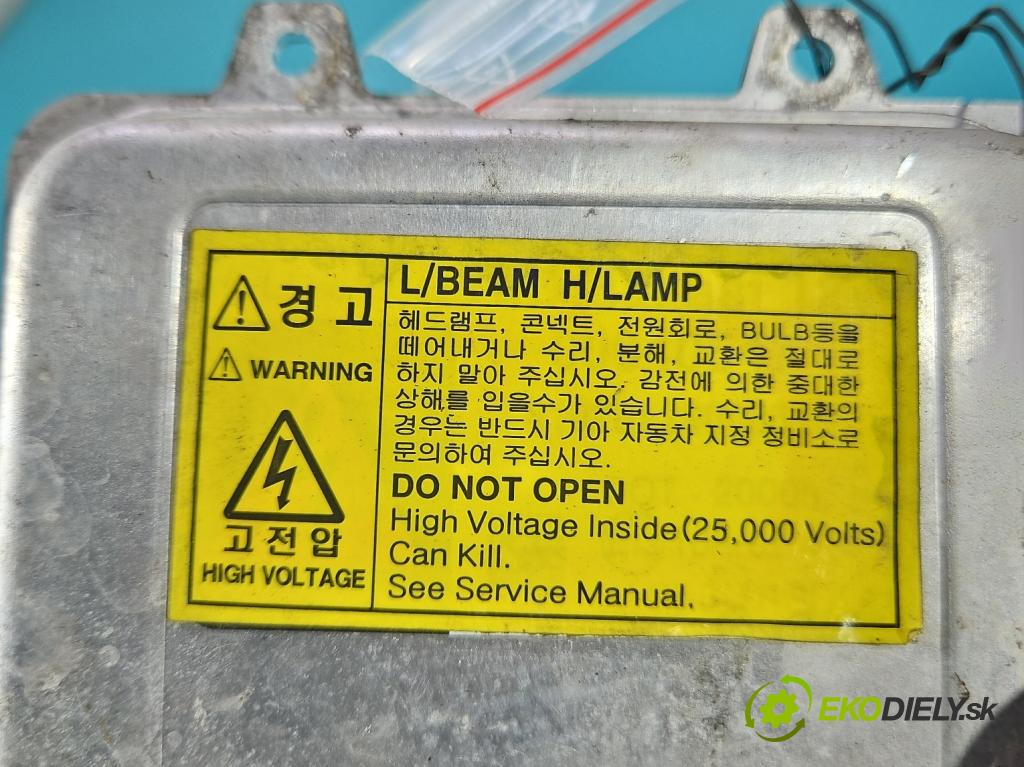 경고
WARNING
고전압
HIGH VOLTAGE
L/BEAM H/LAMP
헤드램프, 콘넥트, 전원회로, BULB등을
떼어내거나 수리, 분해, 교환은 절대로
하지 말아 주십시오. 감전에 의한 중대한
상해를 입을수가 있습니다. 수리, 교환의
경우는 반드시 기아 자동차 지정 정비소로
문의하여 주십시오.
DO NOT OPEN
High Voltage Inside(25,000 Volts)
Can Kill.
See Service Manual.
EKODIELY.sk